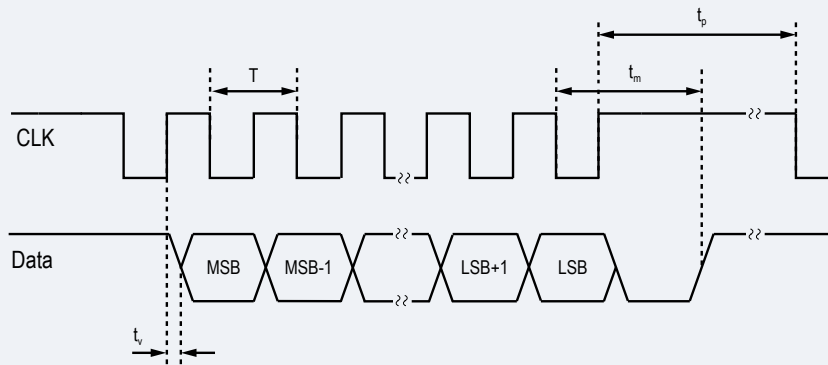 t_p
T
t_m
CLK
Data
MSB
MSB-1
LSB+1
LSB
t_v